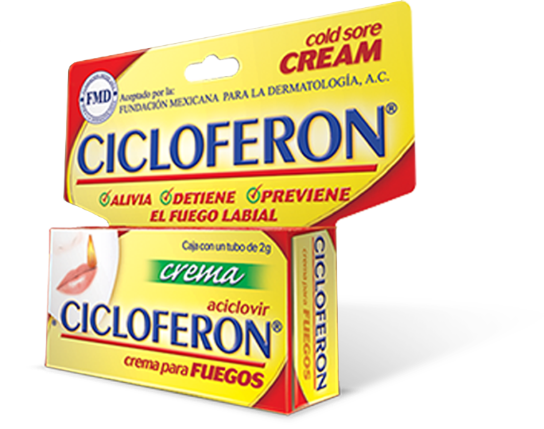 cold sore
CREAM
FMD
Aceptado por la:
FUNDACIÓN MEXICANA PARA LA DERMATOLOGÍA, A.C.
CICLOFERON®
ALIVIA DETIENE PREVIENE
EL FUEGO LABIAL
Caja con un tubo de 2g
crema
aciclovir
CICLOFERON®
crema para FUEGOS
CICLOFERON
crema para FUEGOS